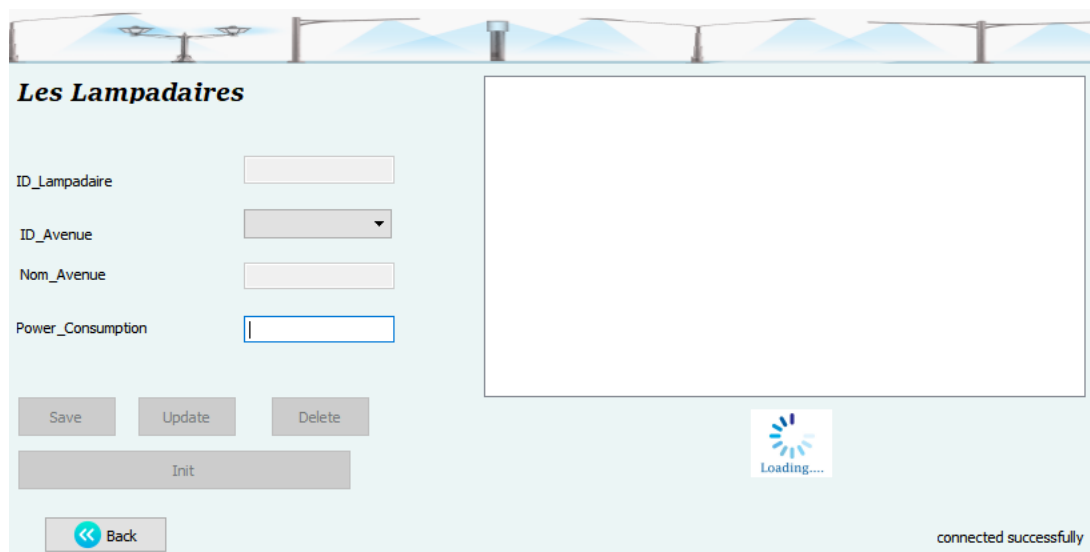 Les Lampadaires
ID_Lampadaire
ID_Avenue
Nom_Avenue
Power_Consumption
Save Update Delete
Init
Loading....
Back
connected successfully